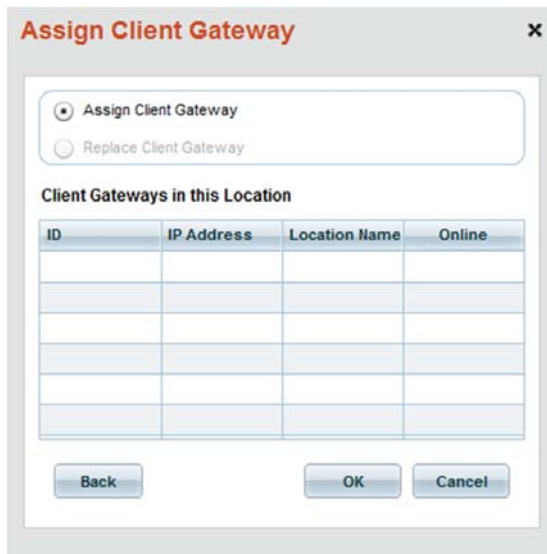 Assign Client Gateway
Assign Client Gateway
Replace Client Gateway
Client Gateways in this Location
ID IP Address Location Name Online
Back OK Cancel